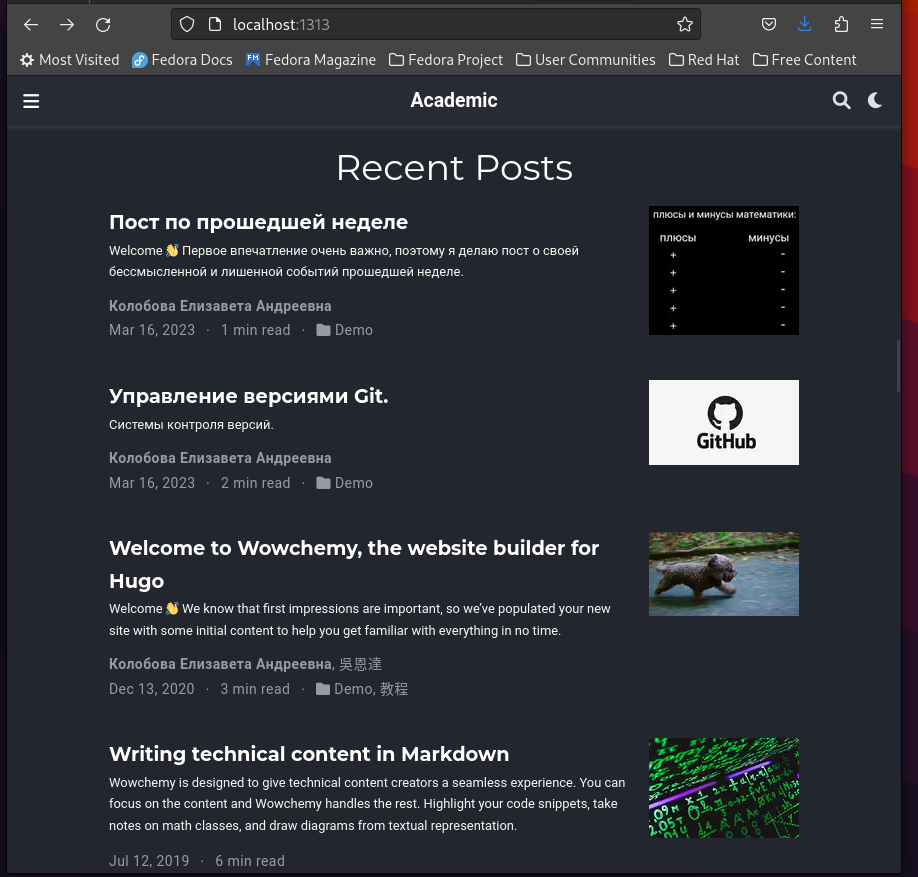 localhost:1313
Most Visited Fedora Docs Fedora Magazine Fedora Project User Communities Red Hat Free Content
Academic
Recent Posts
Пост по прошедшей неделе
Welcome 👋 Первое впечатление очень важно, поэтому я делаю пост о своей
бессмысленной и лишенной событий прошедшей неделе.
Колобова Елизавета Андреевна
Mar 16, 2023 · 1 min read · Demo
плюсы и минусы математики:
плюсы минусы
+ -
+ -
+ -
+ -
+ -
Управление версиями Git.
Системы контроля версий.
Колобова Елизавета Андреевна
Mar 16, 2023 · 2 min read · Demo
GitHub
Welcome to Wowchemy, the website builder for
Hugo
Welcome 👋 We know that first impressions are important, so we’ve populated your new
site with some initial content to help you get familiar with everything in no time.
Колобова Елизавета Андреевна, 吳恩達
Dec 13, 2020 · 3 min read · Demo, 教程
Writing technical content in Markdown
Wowchemy is designed to give technical content creators a seamless experience. You can
focus on the content and Wowchemy handles the rest. Highlight your code snippets, take
notes on math classes, and draw diagrams from textual representation.
Jul 12, 2019 · 6 min read